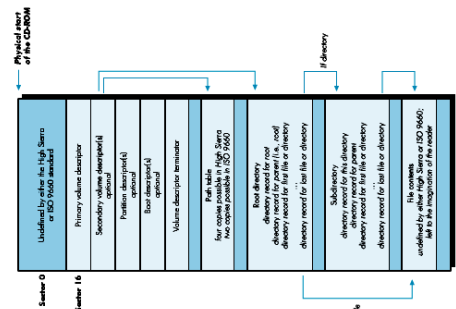 Physical start
of the CD-ROM
If directory
Sector 0
Undefined by either the High Sierra
or ISO 9660 standard
Sector 16
Primary volume descriptor
Secondary volume descriptor(s)
optional
Partition descriptor(s)
optional
Boot descriptor(s)
optional
Volume descriptor terminator
Path table
four copies possible in High Sierra
two copies possible in ISO 9660
Root directory
directory record for root
directory record for parent (i.e., root)
directory record for first file or directory
...
directory record for last file or directory
Subdirectory
directory record for this directory
directory record for parent
directory record for first file or directory
...
directory record for last file or directory
File contents
undefined by either High Sierra or ISO 9660;
left to the imagination of the reader